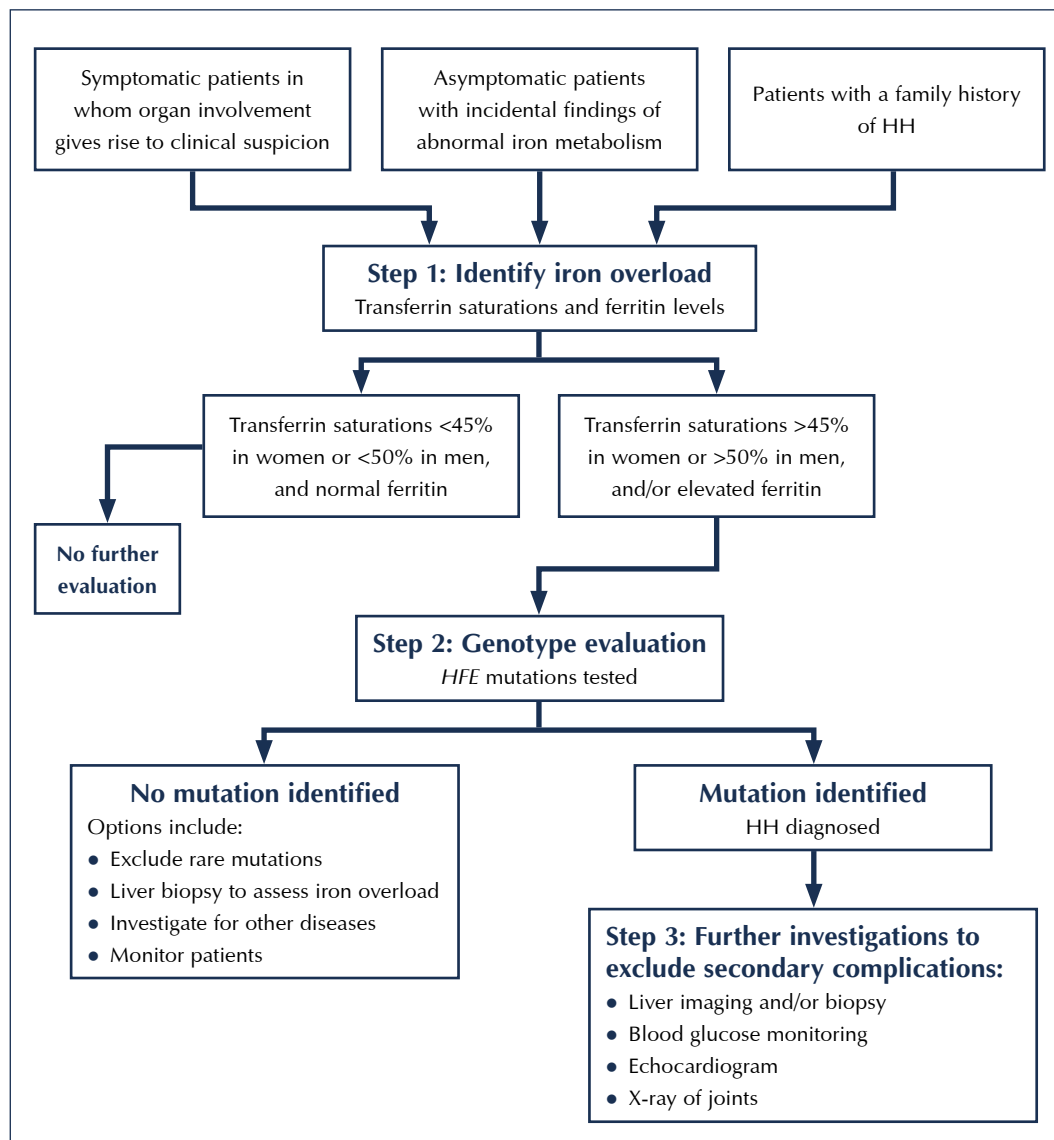 Symptomatic patients in
whom organ involvement
gives rise to clinical suspicion
Asymptomatic patients
with incidental findings of
abnormal iron metabolism
Patients with a family history
of HH
Step 1: Identify iron overload
Transferrin saturations and ferritin levels
Transferrin saturations <45%
in women or <50% in men,
and normal ferritin
Transferrin saturations >45%
in women or >50% in men,
and/or elevated ferritin
No further
evaluation
Step 2: Genotype evaluation
HFE mutations tested
No mutation identified
Options include:
• Exclude rare mutations
• Liver biopsy to assess iron overload
• Investigate for other diseases
• Monitor patients
Mutation identified
HH diagnosed
Step 3: Further investigations to
exclude secondary complications:
• Liver imaging and/or biopsy
• Blood glucose monitoring
• Echocardiogram
• X-ray of joints